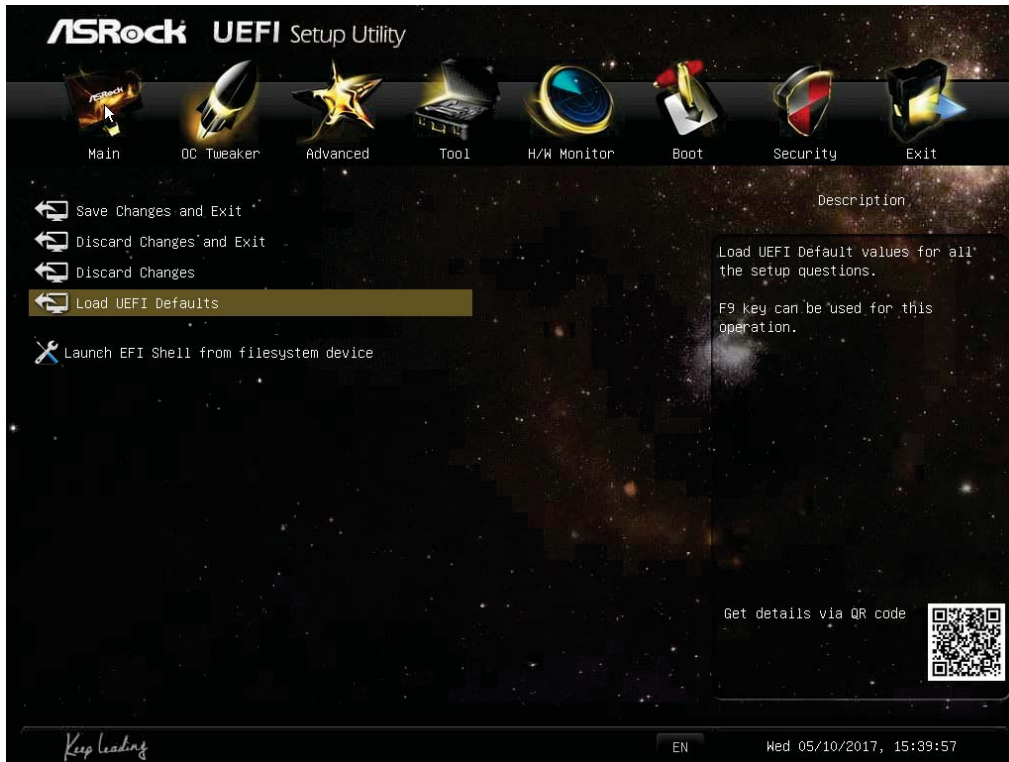 ASRock UEFI Setup Utility
ASRock
Main OC Tweaker Advanced Tool H/W Monitor Boot Security Exit
Save Changes and Exit
Discard Changes and Exit
Discard Changes
Load UEFI Defaults
Launch EFI Shell from filesystem device
Description
Load UEFI Default values for all
the setup questions.
F9 key can be used for this
operation.
Get details via QR code
Keep Leading
EN
Wed 05/10/2017, 15:39:57